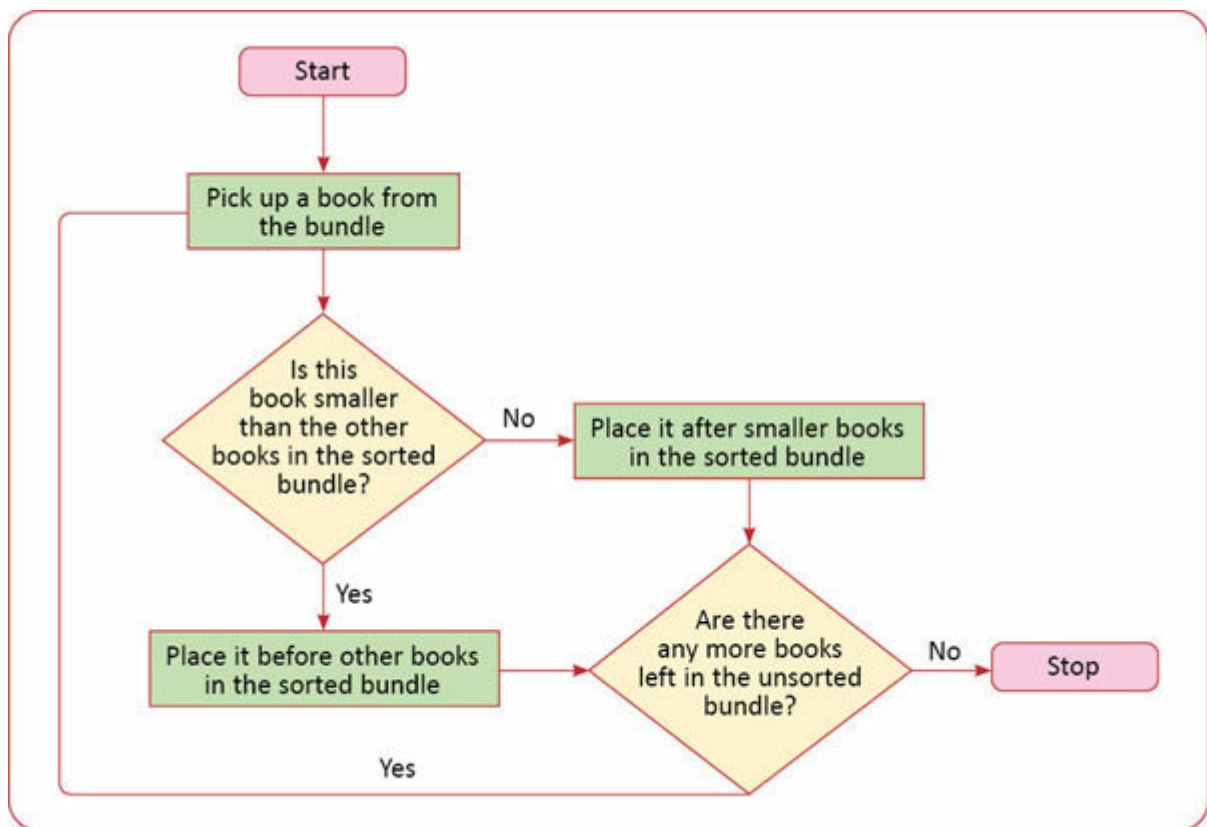 Start
Pick up a book from
the bundle
Is this
book smaller
than the other
books in the sorted
bundle?
No
Place it after smaller books
in the sorted bundle
Yes
Place it before other books
in the sorted bundle
Are there
any more books
left in the unsorted
bundle?
No
Stop
Yes